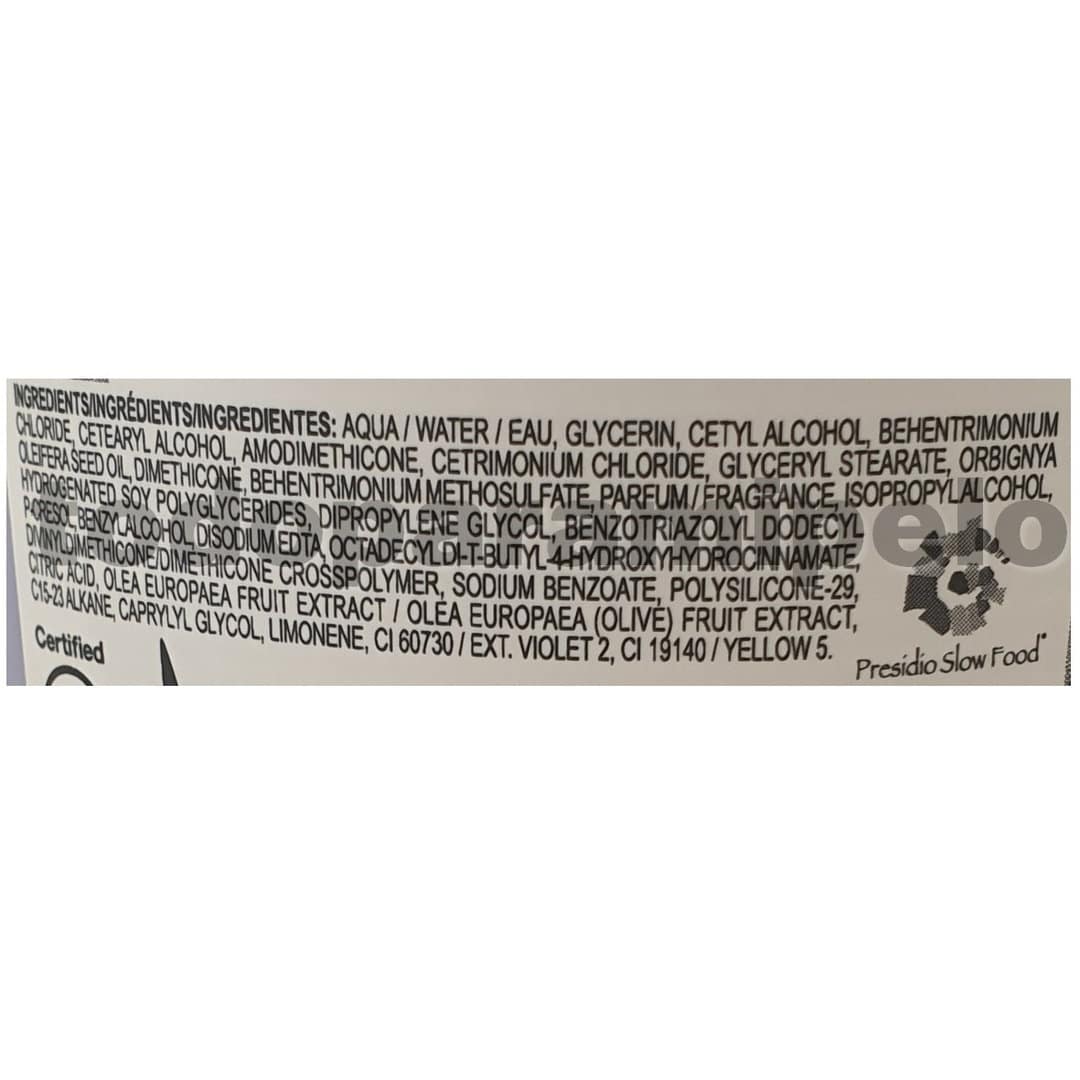 INGREDIENTS/INGRÉDIENTS/INGREDIENTES: AQUA / WATER / EAU, GLYCERIN, CETYL ALCOHOL, BEHENTRIMONIUM
CHLORIDE, CETEARYL ALCOHOL, AMODIMETHICONE, CETRIMONIUM CHLORIDE, GLYCERYL STEARATE, ORBIGNYA
OLEIFERA SEED OIL, DIMETHICONE, BEHENTRIMONIUM METHOSULFATE, PARFUM / FRAGRANCE, ISOPROPYL ALCOHOL,
HYDROGENATED SOY POLYGLYCERIDES, DIPROPYLENE GLYCOL, BENZOTRIAZOLYL DODECYL
P-CRESOL, BENZYL ALCOHOL, DISODIUM EDTA, OCTADECYL DI-T-BUTYL-4-HYDROXYHYDROCINNAMATE,
DIVINYLDIMETHICONE/DIMETHICONE CROSSPOLYMER, SODIUM BENZOATE, POLYSILICONE-29,
CITRIC ACID, OLEA EUROPAEA FRUIT EXTRACT / OLEA EUROPAEA (OLIVE) FRUIT EXTRACT,
C15-23 ALKANE, CAPRYLYL GLYCOL, LIMONENE, CI 60730 / EXT. VIOLET 2, CI 19140 / YELLOW 5.
Certified
Presidio Slow Food®